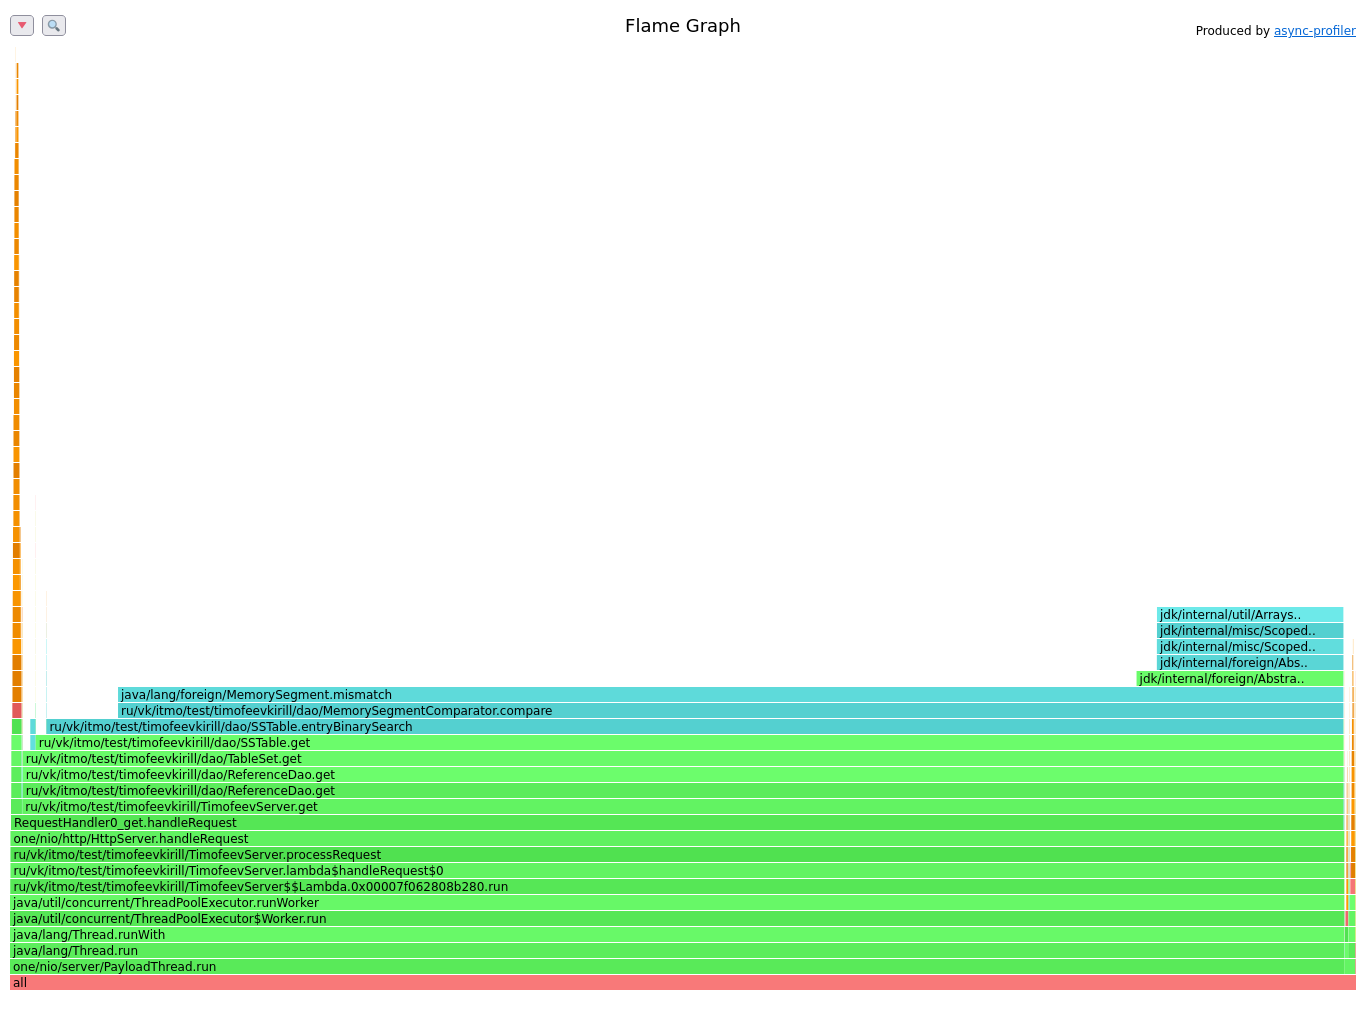 Flame Graph
Produced by async-profiler
jdk/internal/util/Arrays..
jdk/internal/misc/Scoped..
jdk/internal/misc/Scoped..
jdk/internal/foreign/Abs..
jdk/internal/foreign/Abstra..
java/lang/foreign/MemorySegment.mismatch
ru/vk/itmo/test/timofeevkirill/dao/MemorySegmentComparator.compare
ru/vk/itmo/test/timofeevkirill/dao/SSTable.entryBinarySearch
ru/vk/itmo/test/timofeevkirill/dao/SSTable.get
ru/vk/itmo/test/timofeevkirill/dao/TableSet.get
ru/vk/itmo/test/timofeevkirill/dao/ReferenceDao.get
ru/vk/itmo/test/timofeevkirill/dao/ReferenceDao.get
ru/vk/itmo/test/timofeevkirill/TimofeevServer.get
RequestHandler0_get.handleRequest
one/nio/http/HttpServer.handleRequest
ru/vk/itmo/test/timofeevkirill/TimofeevServer.processRequest
ru/vk/itmo/test/timofeevkirill/TimofeevServer.lambda$handleRequest$0
ru/vk/itmo/test/timofeevkirill/TimofeevServer$$Lambda.0x00007f062808b280.run
java/util/concurrent/ThreadPoolExecutor.runWorker
java/util/concurrent/ThreadPoolExecutor$Worker.run
java/lang/Thread.runWith
java/lang/Thread.run
one/nio/server/PayloadThread.run
all